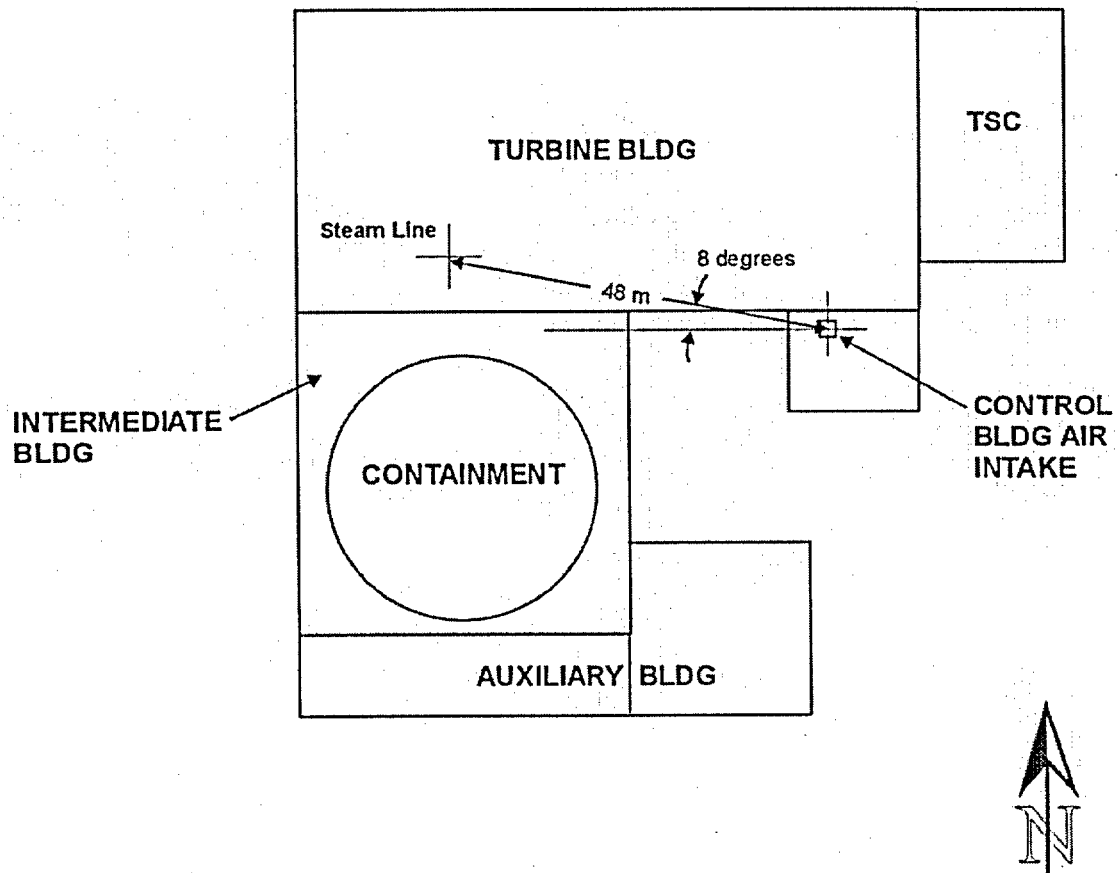 TSC
TURBINE BLDG
Steam Line
8 degrees
48 m
INTERMEDIATE
BLDG
CONTAINMENT
CONTROL
BLDG AIR
INTAKE
AUXILIARY BLDG
N